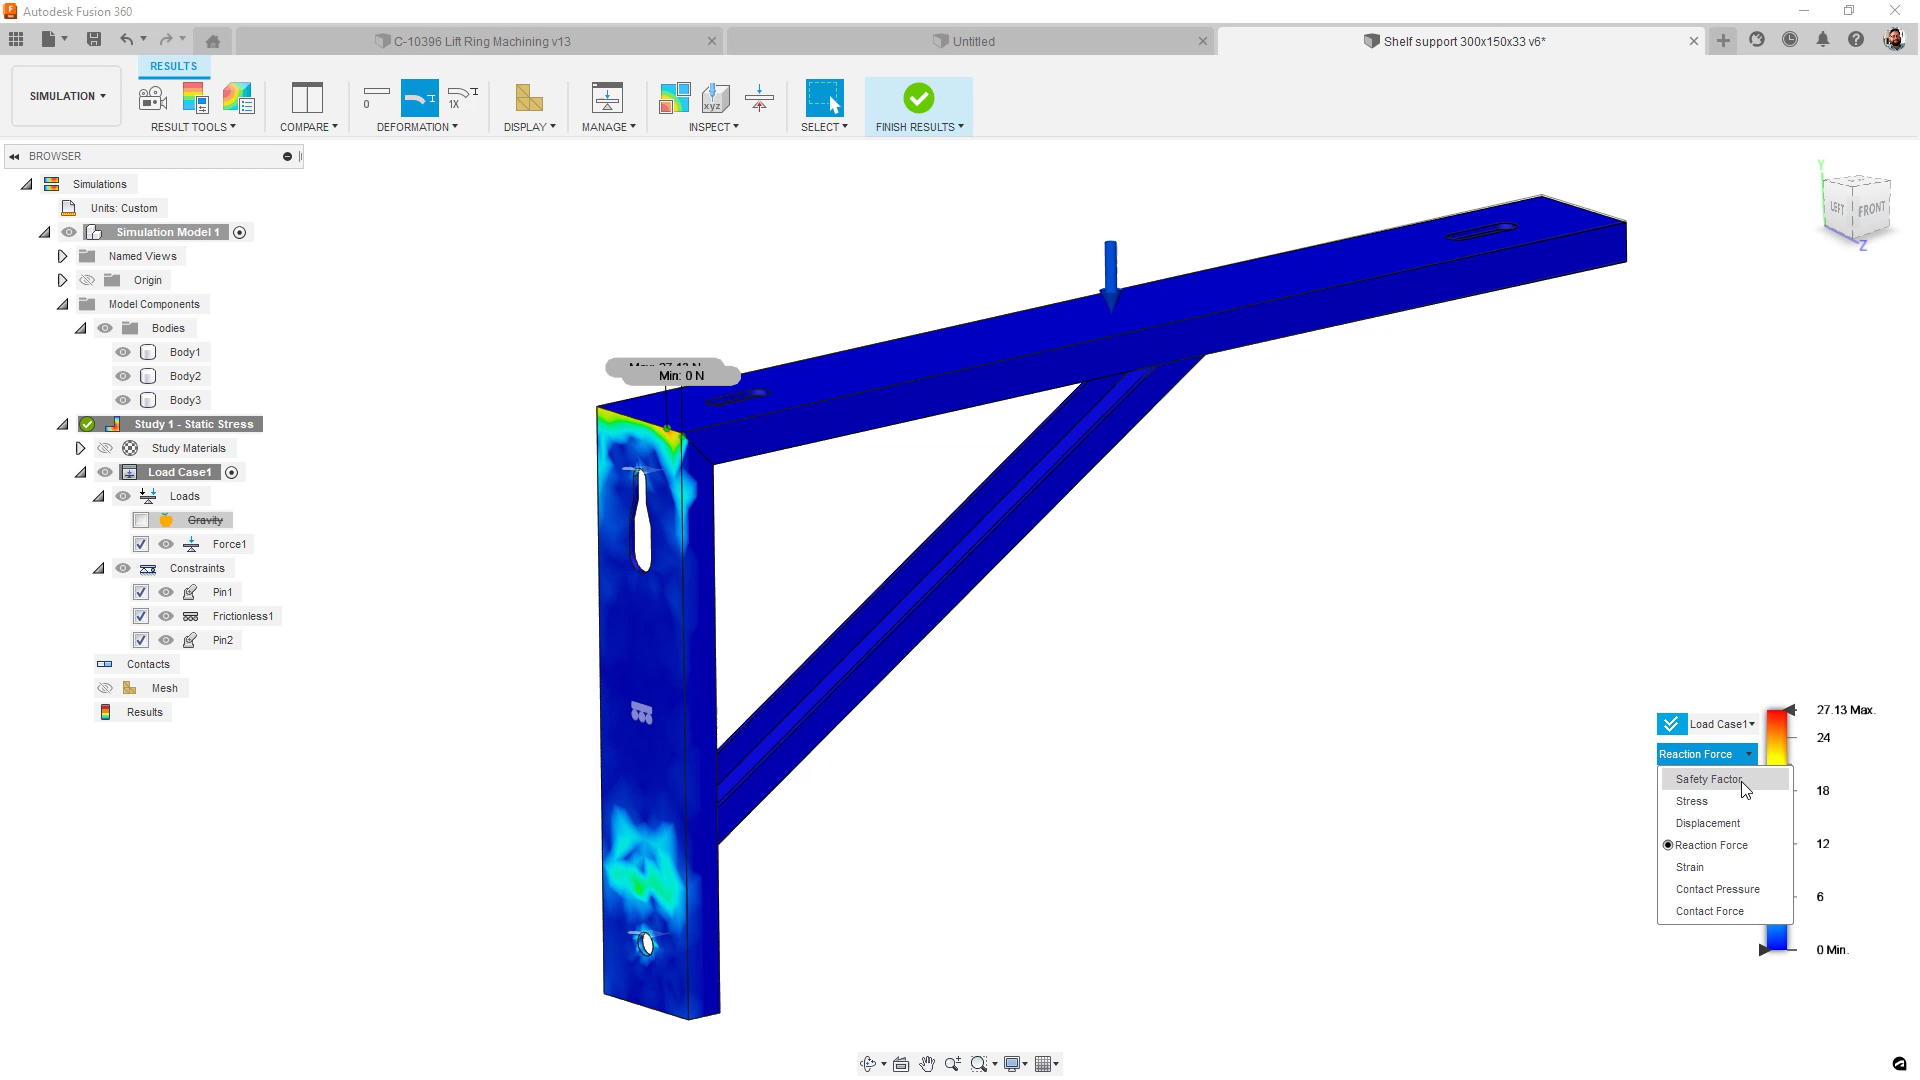 Autodesk Fusion 360
C-10396 Lift Ring Machining v13
Untitled
Shelf support 300x150x33 v6*
SIMULATION
RESULTS
0
1X
xyz
RESULT TOOLS
COMPARE
DEFORMATION
DISPLAY
MANAGE
INSPECT
SELECT
FINISH RESULTS
BROWSER
Simulations
Units: Custom
Simulation Model 1
Named Views
Origin
Model Components
Bodies
Body1
Body2
Body3
Study 1 - Static Stress
Study Materials
Load Case1
Loads
Gravity
Force1
Constraints
Pin1
Frictionless1
Pin2
Contacts
Mesh
Results
Min: 0 N
Y
LEFT
FRONT
Z
Load Case1
Reaction Force
Safety Factor
Stress
Displacement
Reaction Force
Strain
Contact Pressure
Contact Force
27.13 Max.
24
18
12
6
0 Min.